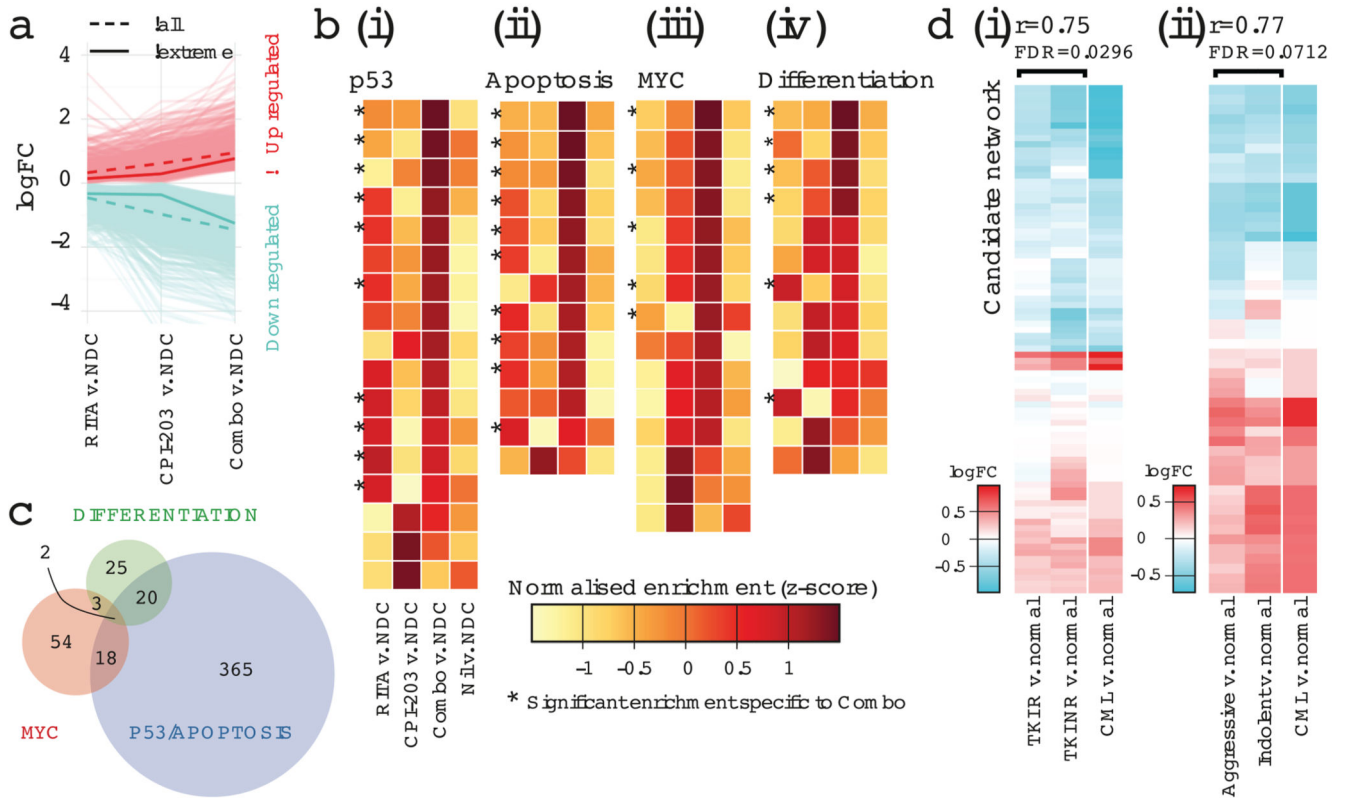 a
all
extreme
logFC
4
2
0
−2
−4
! Up regulated
Down regulated
RITA v.NDC
CPI-203 v.NDC
Combo v.NDC
b (i)
p53
(ii)
Apoptosis
(iii)
MYC
(iv)
Differentiation
*
RITA v.NDC
CPI-203 v.NDC
Combo v.NDC
Nil v.NDC
Normalised enrichment (z-score)
−1 −0.5 0 0.5 1
* Significant enrichment specific to Combo
c
DIFFERENTIATION
2
25
3
20
54
18
365
MYC
P53/APOPTOSIS
d (i)
r=0.75
FDR=0.0296
Candidate network
logFC
0.5
0
−0.5
TKIR v.normal
TKINR v.normal
CML v.normal
(ii)
r=0.77
FDR=0.0712
logFC
0.5
0
−0.5
Aggressive v.normal
Indolent v.normal
CML v.normal